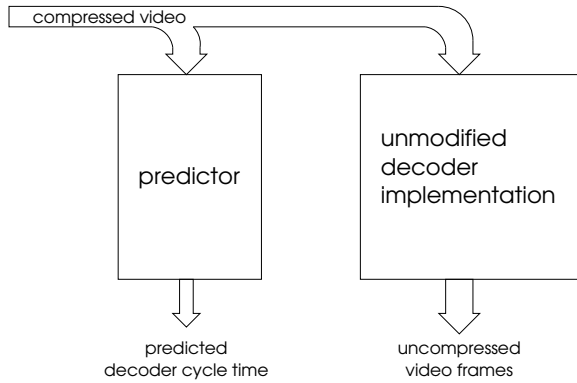 compressed video
predictor
unmodified
decoder
implementation
predicted
decoder cycle time
uncompressed
video frames